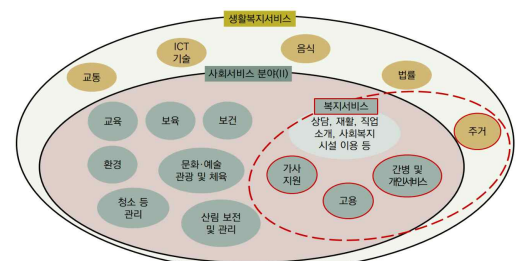 생활복지서비스
ICT
기술
음식
교통
법률
사회서비스 분야(II)
복지서비스
상담, 재활, 직업
소개, 사회복지
시설 이용 등
교육
보육
보건
주거
환경
문화·예술
관광 및 체육
가사
지원
간병 및
개인서비스
청소 등
관리
고용
산림 보전
및 관리